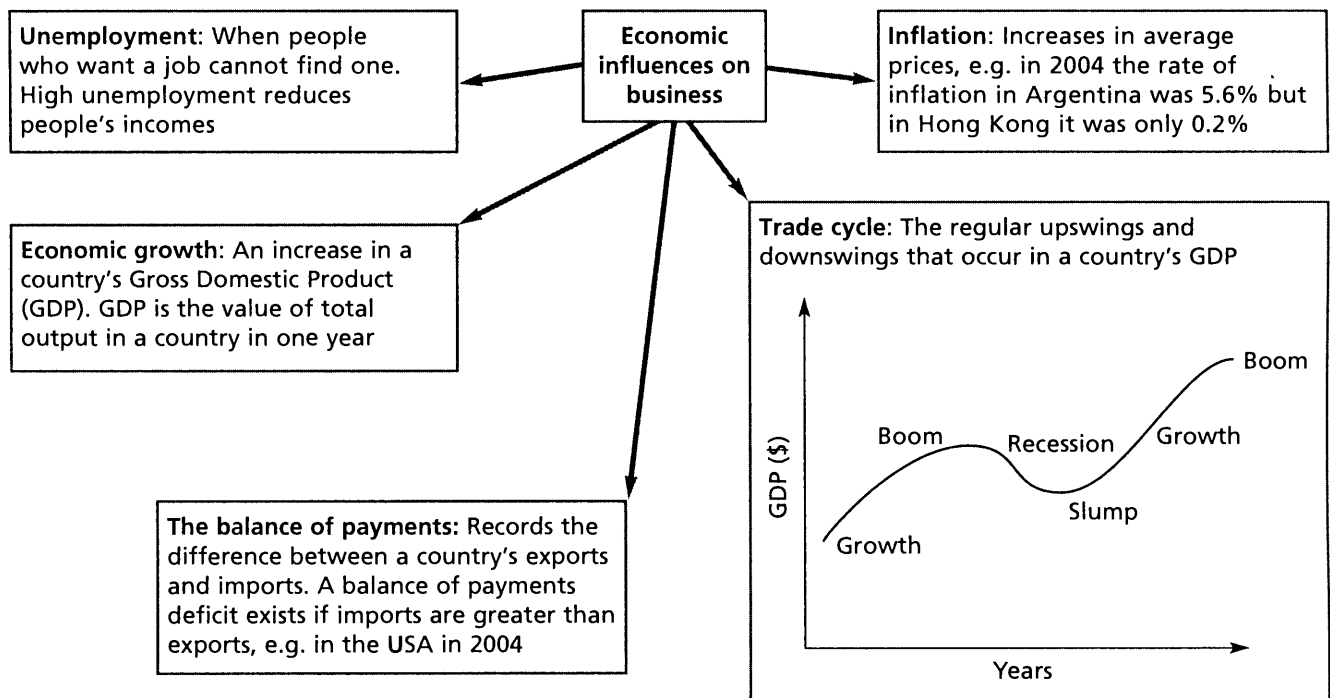 Economic
influences on
business
Unemployment: When people
who want a job cannot find one.
High unemployment reduces
people's incomes
Inflation: Increases in average
prices, e.g. in 2004 the rate of
inflation in Argentina was 5.6% but
in Hong Kong it was only 0.2%
Economic growth: An increase in a
country's Gross Domestic Product
(GDP). GDP is the value of total
output in a country in one year
The balance of payments: Records the
difference between a country's exports
and imports. A balance of payments
deficit exists if imports are greater than
exports, e.g. in the USA in 2004
Trade cycle: The regular upswings and
downswings that occur in a country's GDP
GDP ($)
Growth
Boom
Recession
Slump
Growth
Boom
Years